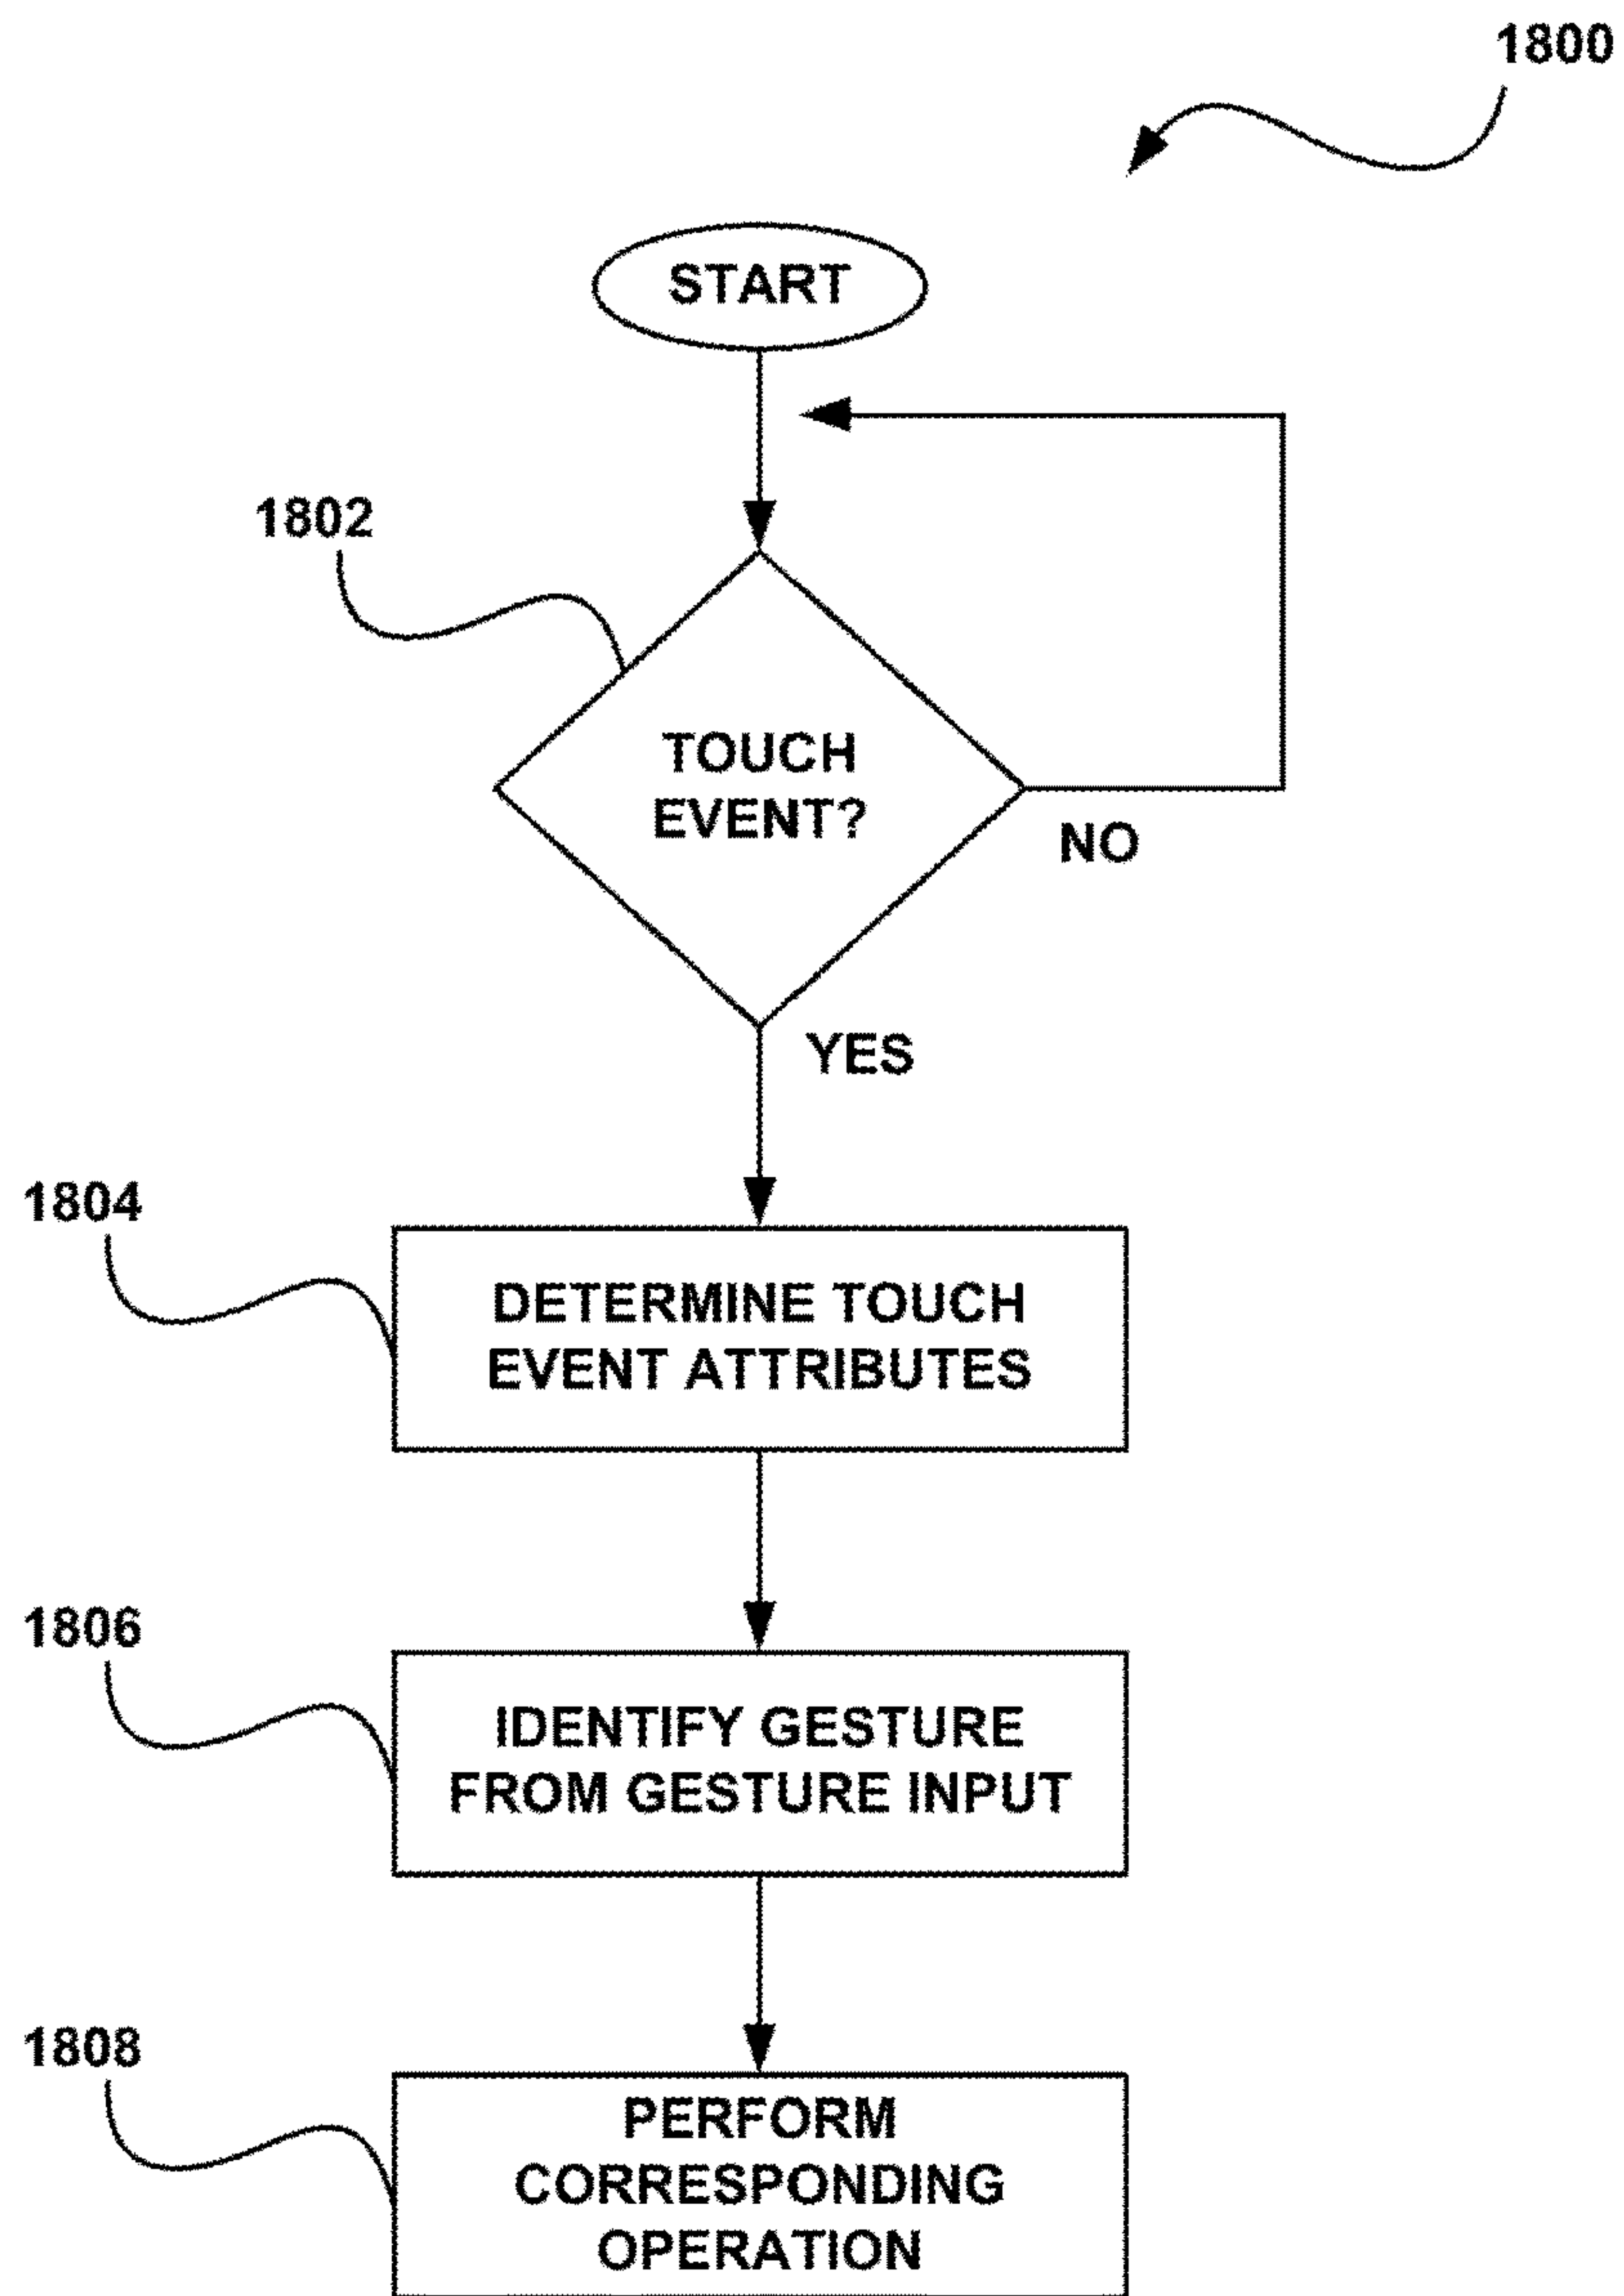 1800
START
1802
TOUCH
EVENT?
NO
YES
1804
DETERMINE TOUCH
EVENT ATTRIBUTES
1806
IDENTIFY GESTURE
FROM GESTURE INPUT
1808
PERFORM
CORRESPONDING
OPERATION